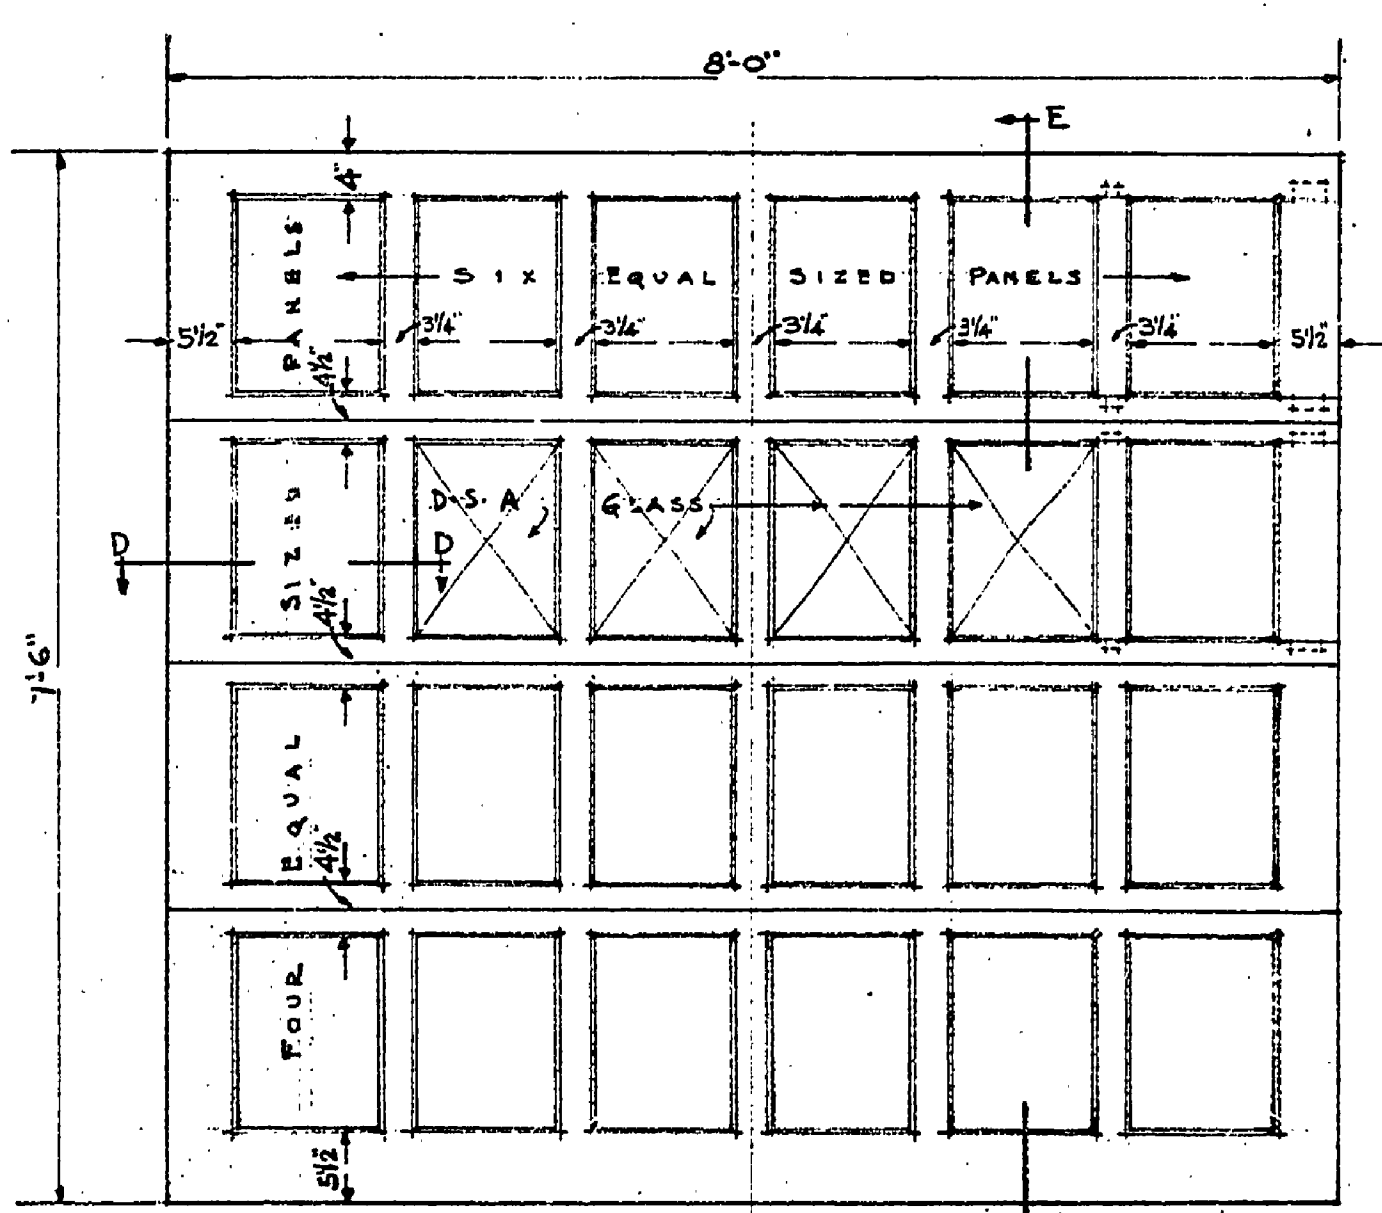 8'-0"
E
4"
SIX EQUAL SIZED PANELS
5½" 3¼" 3¼" 3¼" 3¼" 3¼" 5½"
4½"
D.S.A GLASS
D D
4½"
7'-6"
4½"
5½"
FOUR EQUAL SIZED PANELS